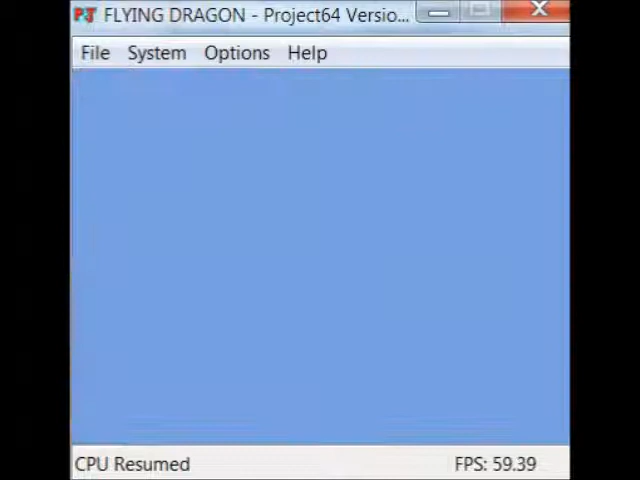 FLYING DRAGON - Project64 Versio...
File System Options Help
CPU Resumed FPS: 59.39